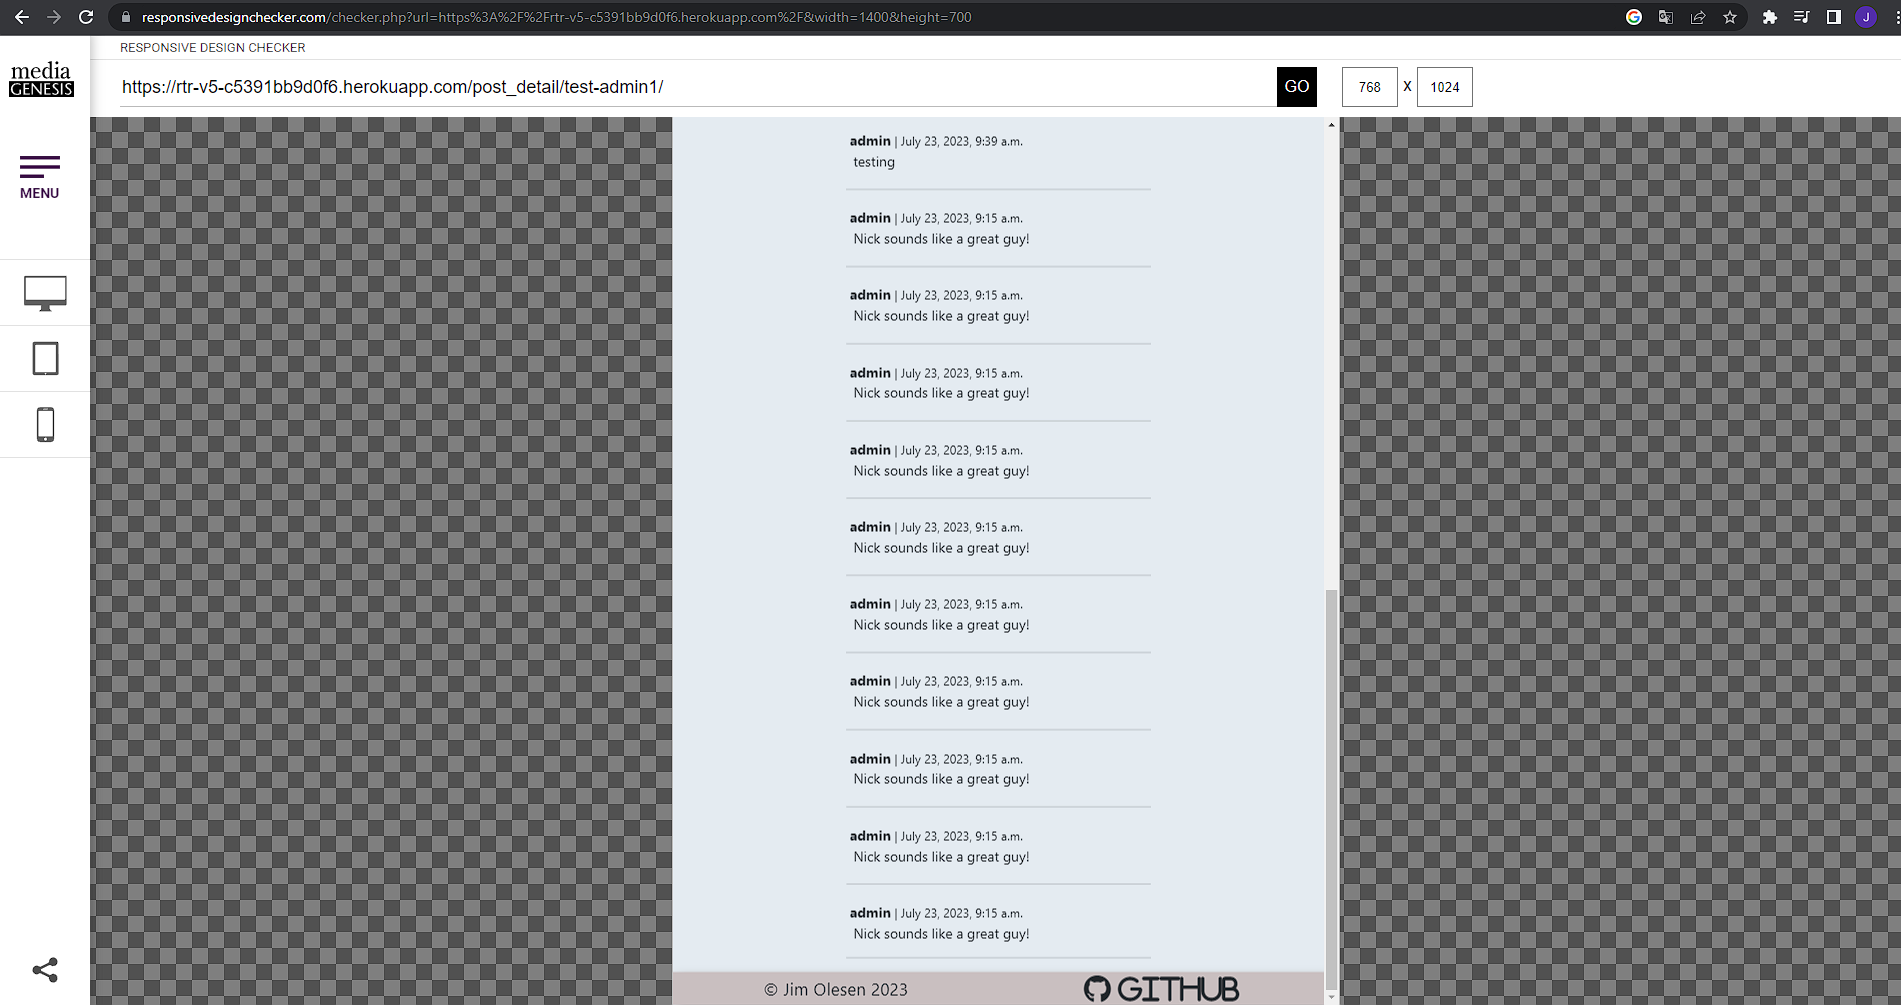 responsivedesignchecker.com/checker.php?url=https%3A%2F%2Frtr-v5-c5391bb9d0f6.herokuapp.com%2F&width=1400&height=700
J
RESPONSIVE DESIGN CHECKER
media
GENESIS
https://rtr-v5-c5391bb9d0f6.herokuapp.com/post_detail/test-admin1/
GO
768 X 1024
MENU
admin | July 23, 2023, 9:39 a.m.
testing
admin | July 23, 2023, 9:15 a.m.
Nick sounds like a great guy!
admin | July 23, 2023, 9:15 a.m.
Nick sounds like a great guy!
admin | July 23, 2023, 9:15 a.m.
Nick sounds like a great guy!
admin | July 23, 2023, 9:15 a.m.
Nick sounds like a great guy!
admin | July 23, 2023, 9:15 a.m.
Nick sounds like a great guy!
admin | July 23, 2023, 9:15 a.m.
Nick sounds like a great guy!
admin | July 23, 2023, 9:15 a.m.
Nick sounds like a great guy!
admin | July 23, 2023, 9:15 a.m.
Nick sounds like a great guy!
admin | July 23, 2023, 9:15 a.m.
Nick sounds like a great guy!
admin | July 23, 2023, 9:15 a.m.
Nick sounds like a great guy!
© Jim Olesen 2023
GITHUB